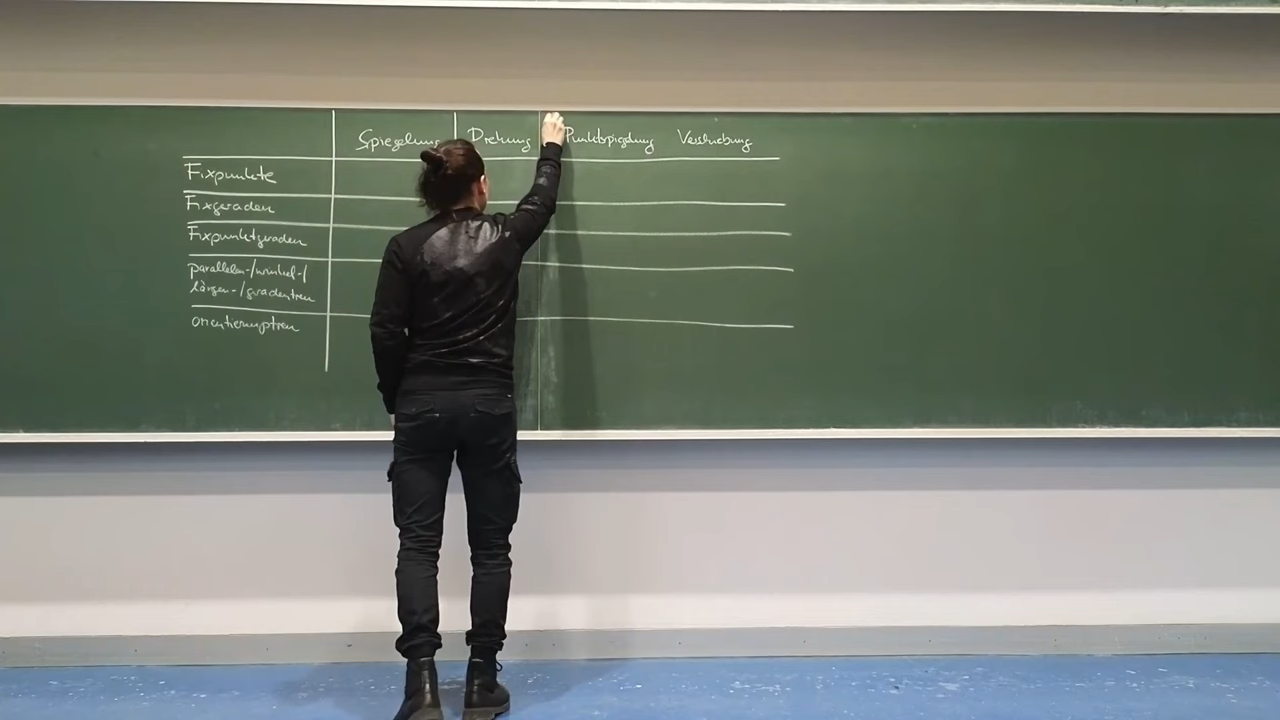 Spiegelung Drehung Punktspiegelung Verschiebung
Fixpunkte
Fixgeraden
Fixpunktgeraden
parallelen-/winkel-/
längen-/geradentreu
orientierungstreu